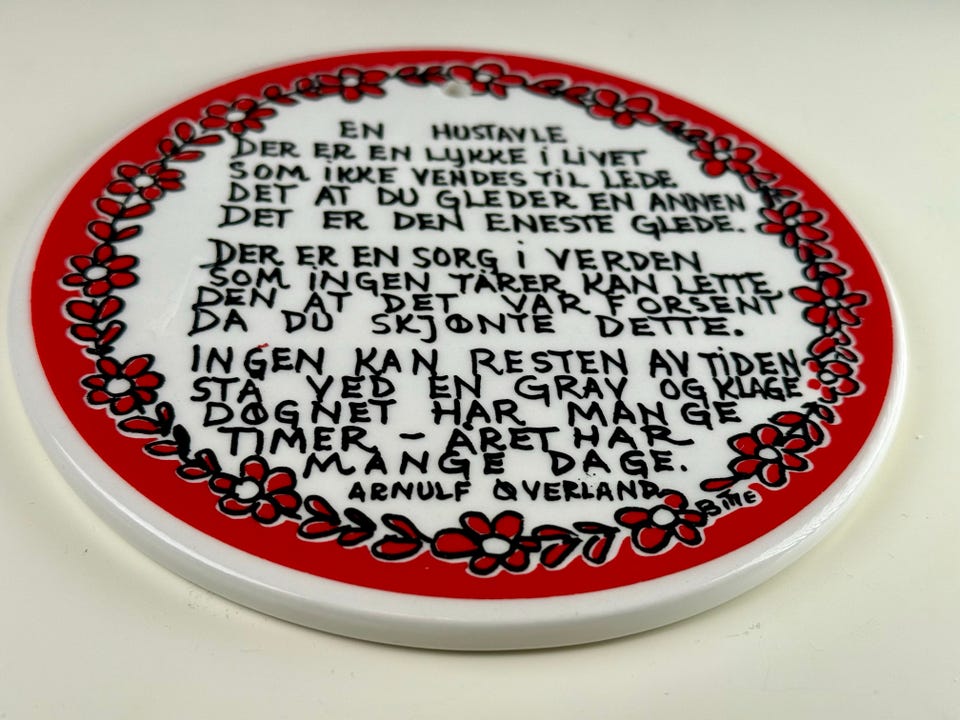 EN HUSTAVLE
DER ER EN LYKKE i LiVET
SOM iKKE VENDES TiL LEDE
DET AT DU GLEDER EN ANNEN
DET ER DEN ENESTE GLEDE.
DER ER EN SORG i VERDEN
SOM iNGEN TÅRER KAN LETTE,
DEN AT DET VAR FORSENT
DA DU SKJØNTE DETTE.
INGEN KAN RESTEN AV TiDEN
STA VED EN GRAV OG KLAGE
DØGNET HAR MANGE
TIMER – ÅRET HAR
MANGE DAGE.
ARNULF ØVERLAND